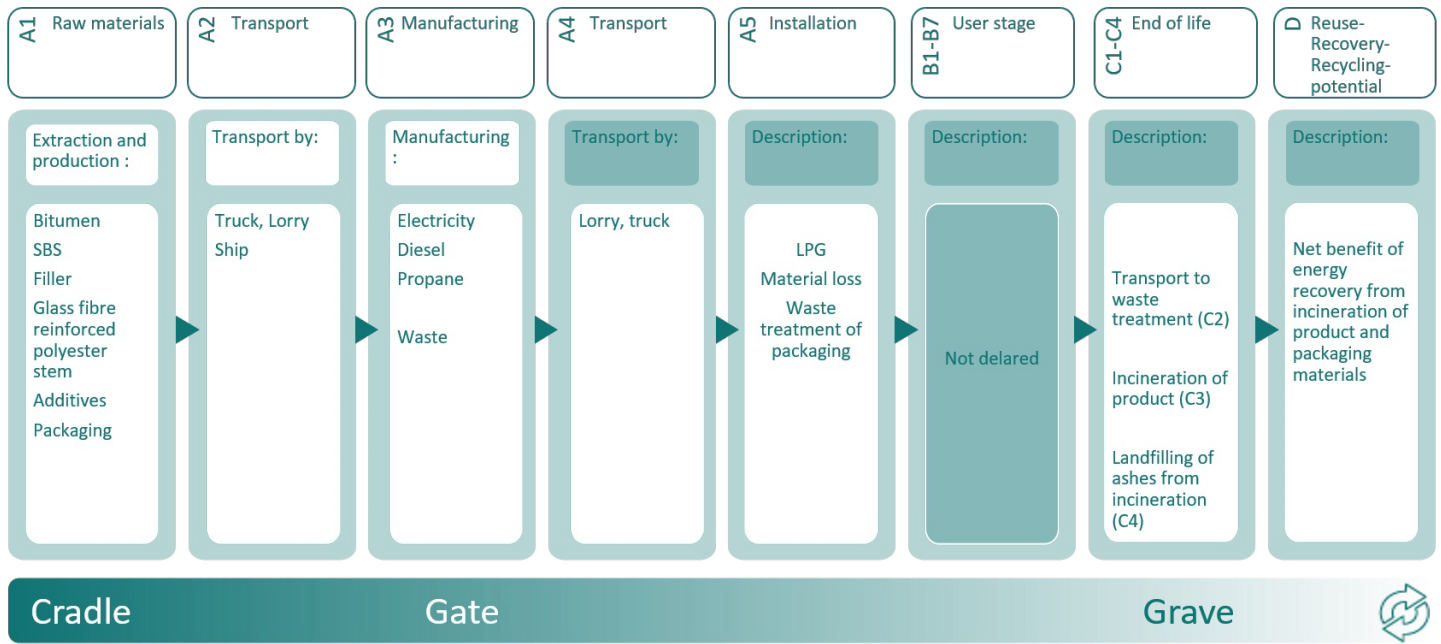 A1 Raw materials
A2 Transport
A3 Manufacturing
A4 Transport
A5 Installation
B1-B7 User stage
C1-C4 End of life
D Reuse-
Recovery-
Recycling-
potential
Extraction and
production :
Bitumen
SBS
Filler
Glass fibre
reinforced
polyester
stem
Additives
Packaging
Transport by:
Truck, Lorry
Ship
Manufacturing
:
Electricity
Diesel
Propane
Waste
Transport by:
Lorry, truck
Description:
LPG
Material loss
Waste
treatment of
packaging
Description:
Not delared
Description:
Transport to
waste
treatment (C2)
Incineration of
product (C3)
Landfilling of
ashes from
incineration
(C4)
Description:
Net benefit of
energy
recovery from
incineration of
product and
packaging
materials
Cradle
Gate
Grave